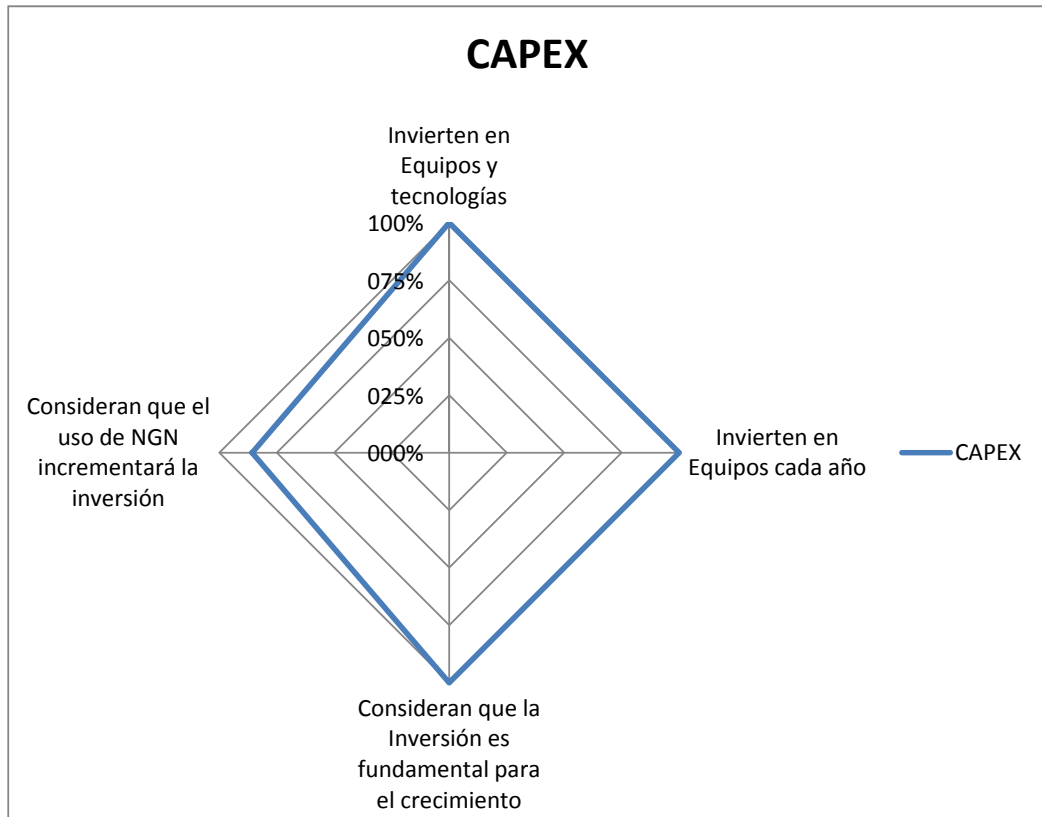 CAPEX
Invierten en
Equipos y
tecnologías
100%
075%
050%
025%
000%
Invierten en
Equipos cada año
Consideran que la
Inversión es
fundamental para
el crecimiento
Consideran que el
uso de NGN
incrementará la
inversión
CAPEX